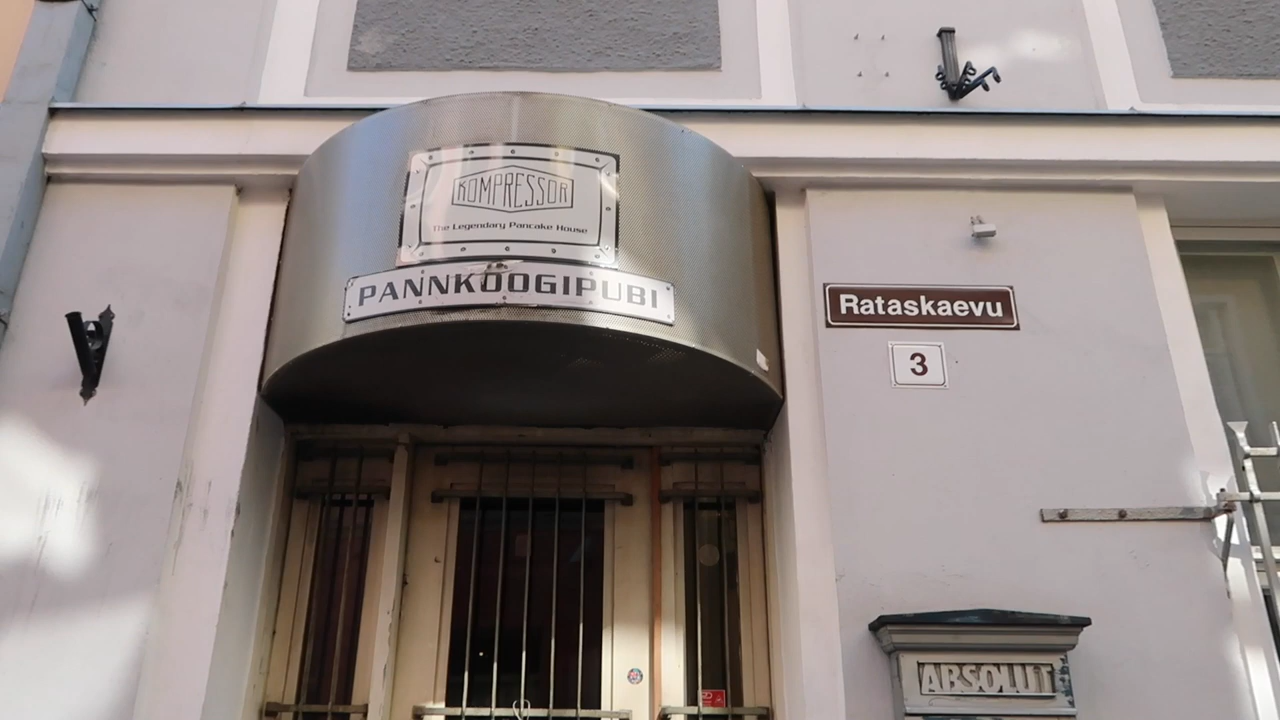 KOMPRESSOR
The Legendary Pancake House
PANNKOOGIPUBI
Rataskaevu
3
ABSOLUT